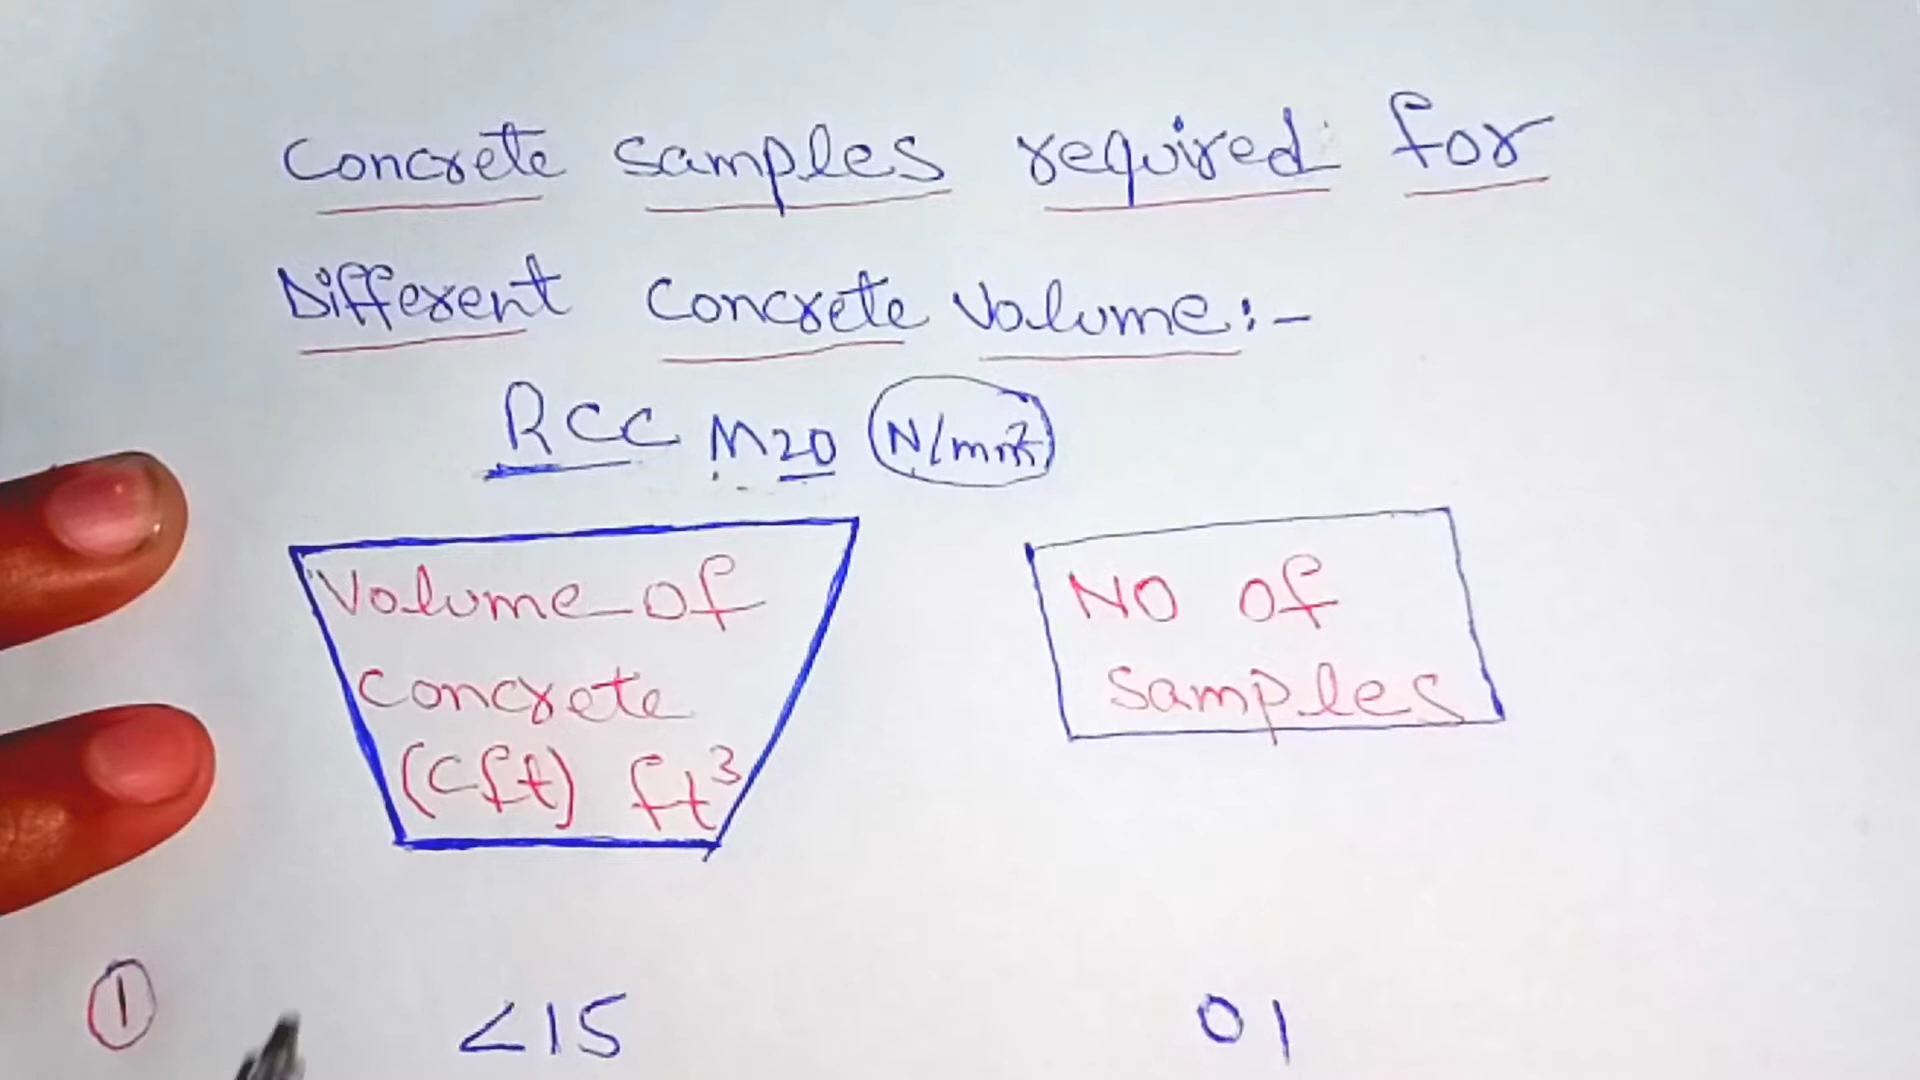 Concrete samples required for
Different Concrete Volume:-
RCC M20 (N/mm²)
Volume of
Concrete
(Cft) ft³
NO of
Samples
1 <15 01